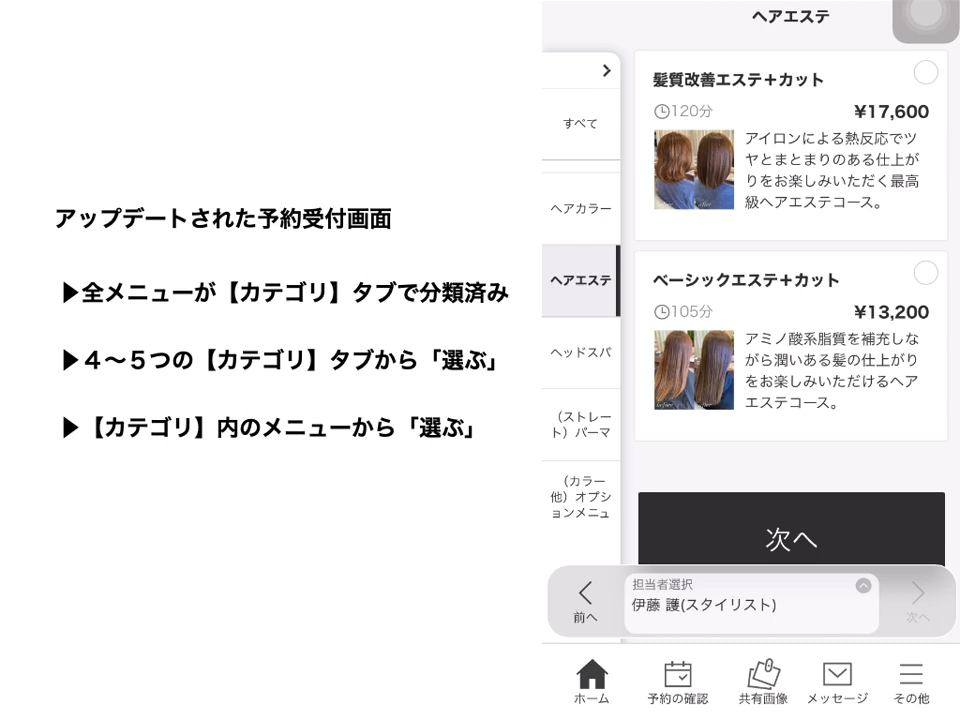 アップデートされた予約受付画面
▶全メニューが【カテゴリ】タブで分類済み
▶４〜５つの【カテゴリ】タブから「選ぶ」
▶【カテゴリ】内のメニューから「選ぶ」
ヘアエステ
すべて
ヘアカラー
ヘアエステ
ヘッドスパ
（ストレー
ト）パーマ
（カラー
他）オプシ
ョンメニュ
髪質改善エステ＋カット
120分
¥17,600
アイロンによる熱反応でツ
ヤとまとまりのある仕上が
りをお楽しみいただく最高
級ヘアエステコース。
ベーシックエステ＋カット
105分
¥13,200
アミノ酸系脂質を補充しな
がら潤いある髪の仕上がり
をお楽しみいただけるヘア
エステコース。
次へ
前へ
担当者選択
伊藤 護(スタイリスト)
次へ
ホーム
予約の確認
共有画像
メッセージ
その他